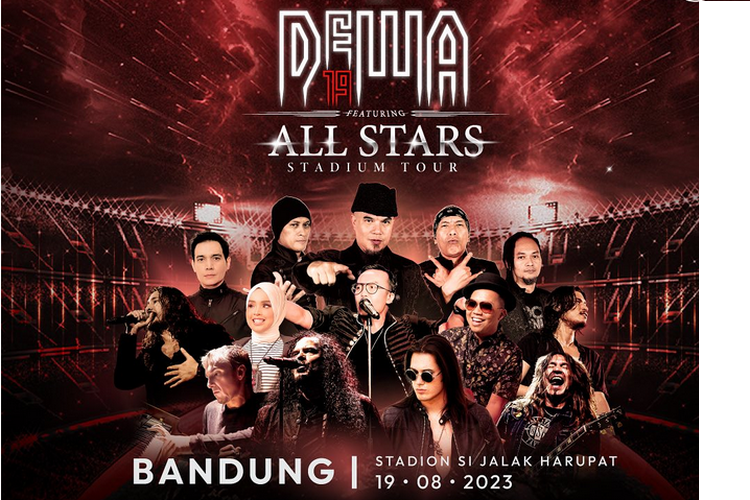 DEWA
19
FEATURING
ALL STARS
STADIUM TOUR
BANDUNG
STADION SI JALAK HARUPAT
19 • 08 • 2023